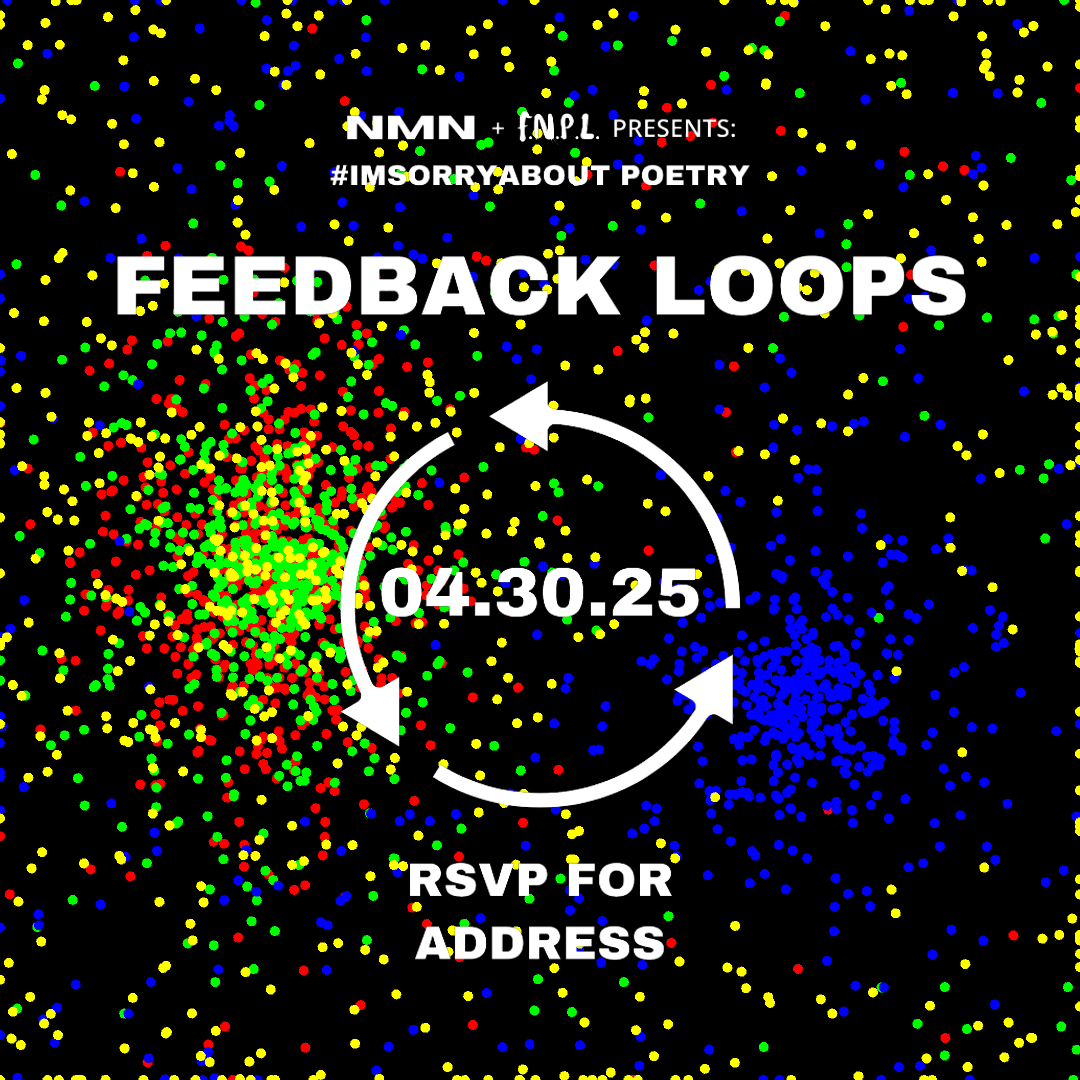 NMN + F.N.P.L. PRESENTS:
#IMSORRYABOUT POETRY
FEEDBACK LOOPS
04.30.25
RSVP FOR
ADDRESS